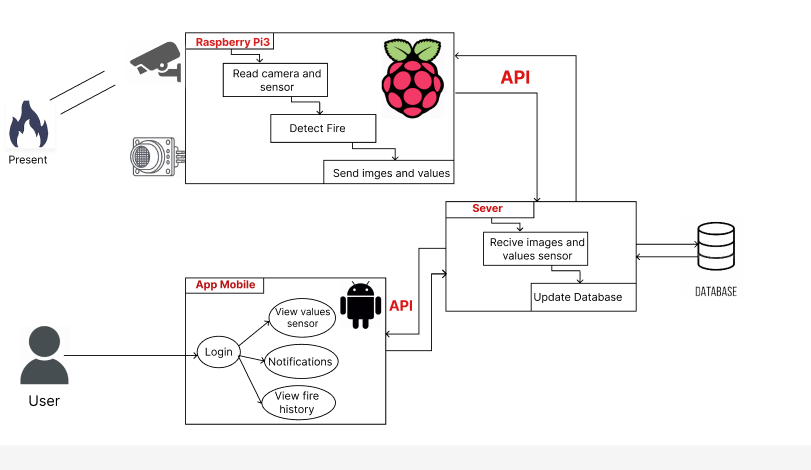 Raspberry Pi3
Read camera and
sensor
Detect Fire
Send imges and values
API
Present
Sever
Recive images and
values sensor
Update Database
DATABASE
App Mobile
API
View values
sensor
Login
Notifications
View fire
history
User